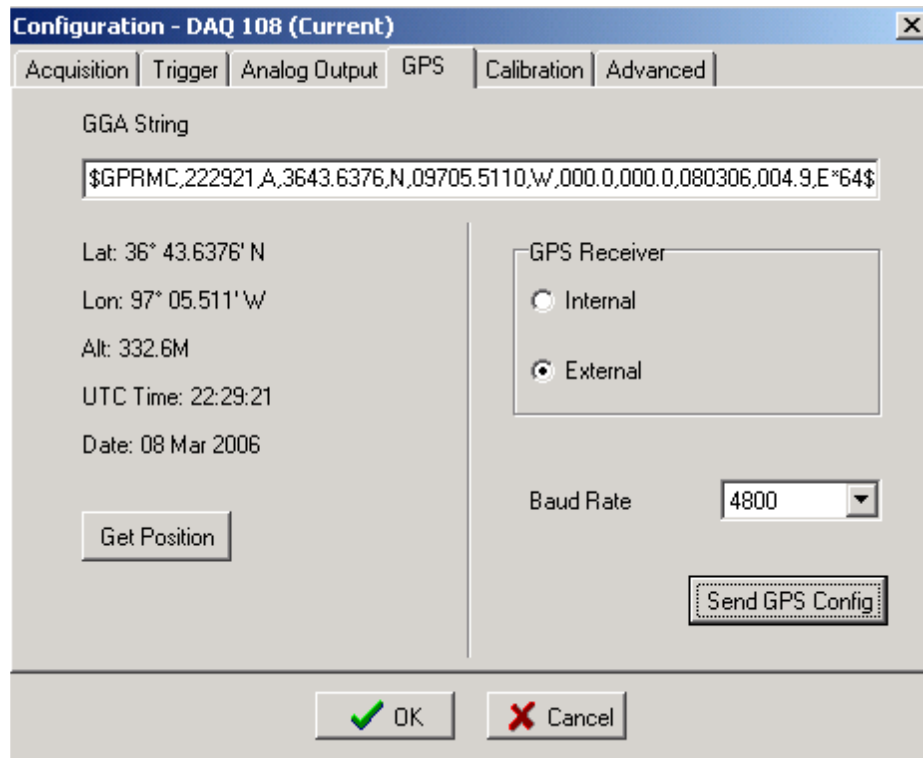 Configuration - DAQ 108 (Current)
Acquisition Trigger Analog Output GPS Calibration Advanced
GGA String
$GPRMC,222921,A,3643.6376,N,09705.5110,W,000.0,000.0,080306,004.9,E*64$
Lat: 36° 43.6376' N
Lon: 97° 05.511' W
Alt: 332.6M
UTC Time: 22:29:21
Date: 08 Mar 2006
Get Position
GPS Receiver
Internal
External
Baud Rate 4800
Send GPS Config
OK Cancel